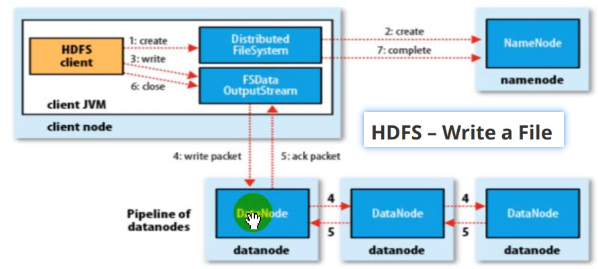 HDFS
client
1: create
3: write
6: close
Distributed
FileSystem
FSData
OutputStream
client JVM
client node
2: create
7: complete
NameNode
namenode
HDFS – Write a File
4: write packet
5: ack packet
Pipeline of
datanodes
DataNode
datanode
4
5
DataNode
datanode
4
5
DataNode
datanode